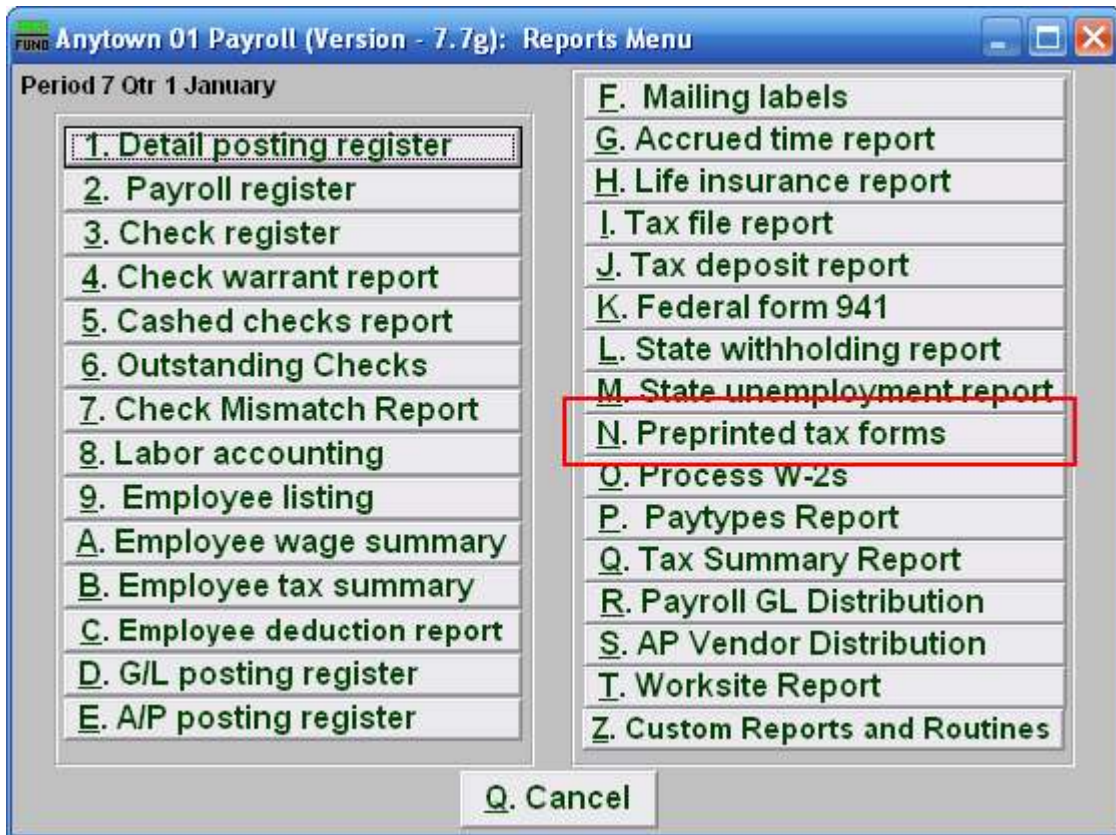 FUND Anytown 01 Payroll (Version - 7.7g): Reports Menu
Period 7 Qtr 1 January
1. Detail posting register
2. Payroll register
3. Check register
4. Check warrant report
5. Cashed checks report
6. Outstanding Checks
7. Check Mismatch Report
8. Labor accounting
9. Employee listing
A. Employee wage summary
B. Employee tax summary
C. Employee deduction report
D. G/L posting register
E. A/P posting register
F. Mailing labels
G. Accrued time report
H. Life insurance report
I. Tax file report
J. Tax deposit report
K. Federal form 941
L. State withholding report
M. State unemployment report
N. Preprinted tax forms
O. Process W-2s
P. Paytypes Report
Q. Tax Summary Report
R. Payroll GL Distribution
S. AP Vendor Distribution
T. Worksite Report
Z. Custom Reports and Routines
Q. Cancel